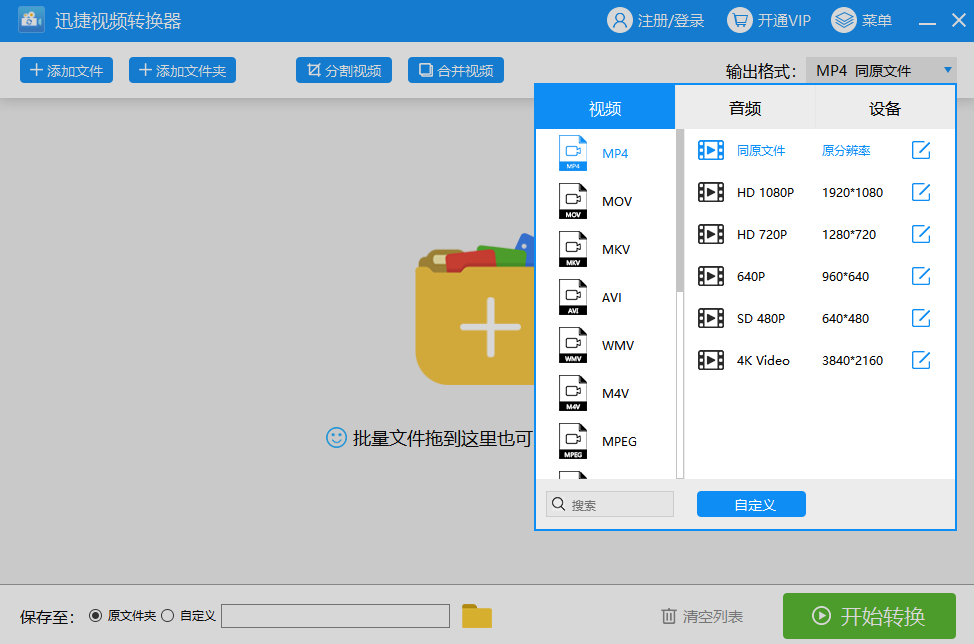 迅捷视频转换器 注册/登录 开通VIP 菜单
添加文件 添加文件夹 分割视频 合并视频 输出格式： MP4 同原文件
视频 音频 设备
MP4 MP4 同原文件 原分辨率
MOV MOV HD 1080P 1920*1080
MKV MKV HD 720P 1280*720
AVI AVI 640P 960*640
WMV WMV SD 480P 640*480
M4V M4V 4K Video 3840*2160
MPEG MPEG
批量文件拖到这里也可
搜索 自定义
保存至： 原文件夹 自定义 清空列表 开始转换